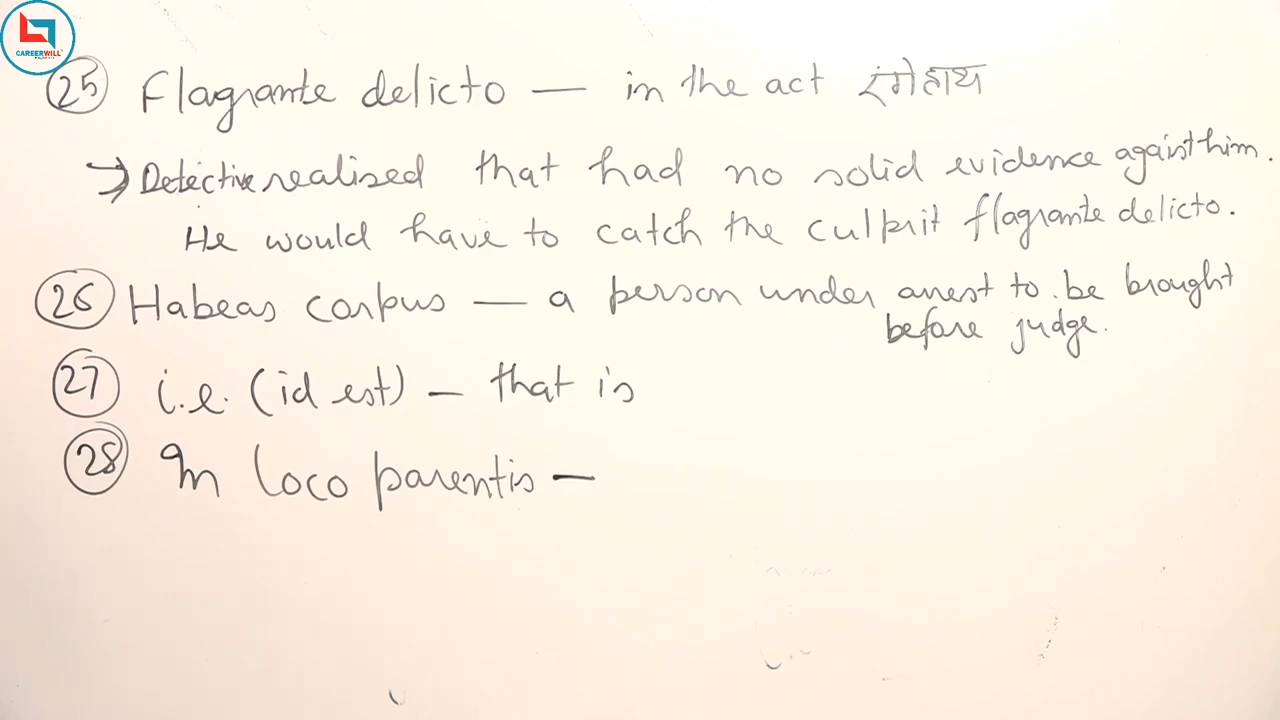 CAREERWILL
25 Flagrante delicto — in the act रंगेहाथ
→ Detective realised that had no solid evidence against him.
He would have to catch the culprit flagrante delicto.
26 Habeas corpus — a person under arrest to be brought
before judge.
27 i.e. (id est) — that is
28 In loco parentis —